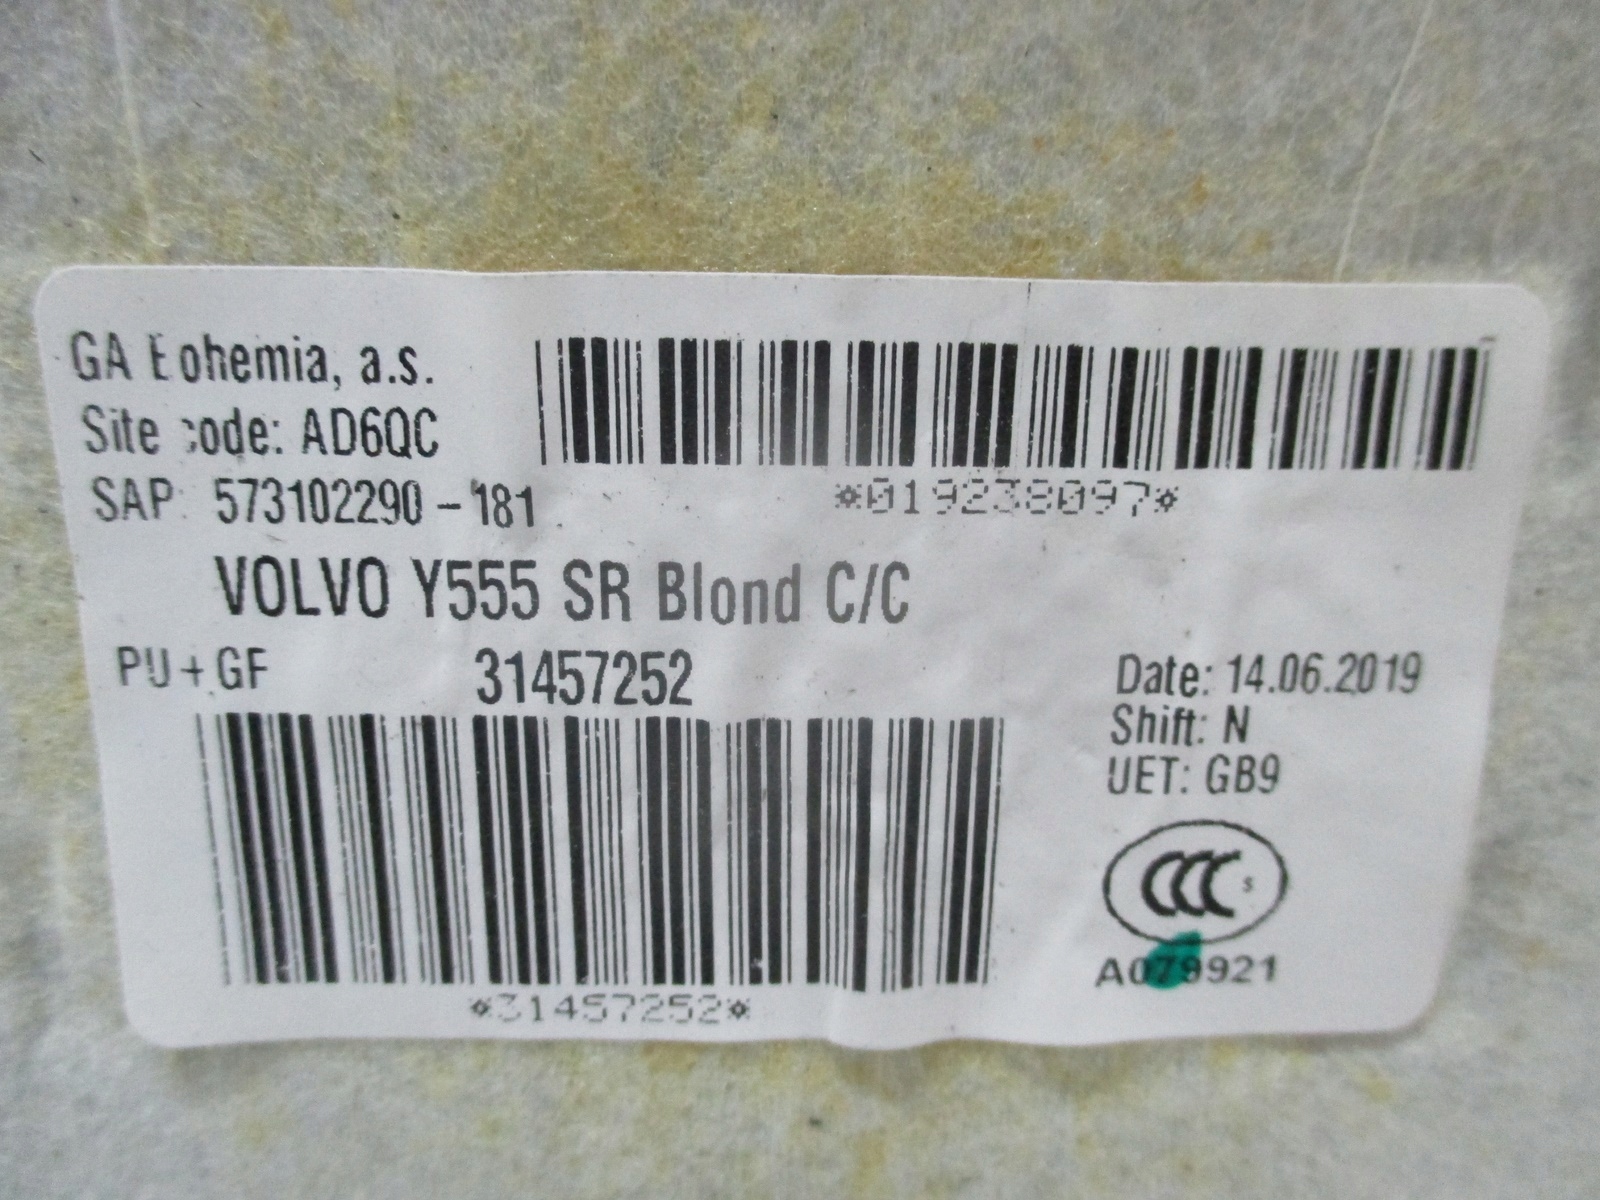 GA Bohemia, a.s.
Site code: AD6QC
SAP: 573102290-181
*019238097*
VOLVO Y555 SR Blond C/C
PU+GF
31457252
Date: 14.06.2019
Shift: N
UET: GB9
CCC S
A079921
*31457252*